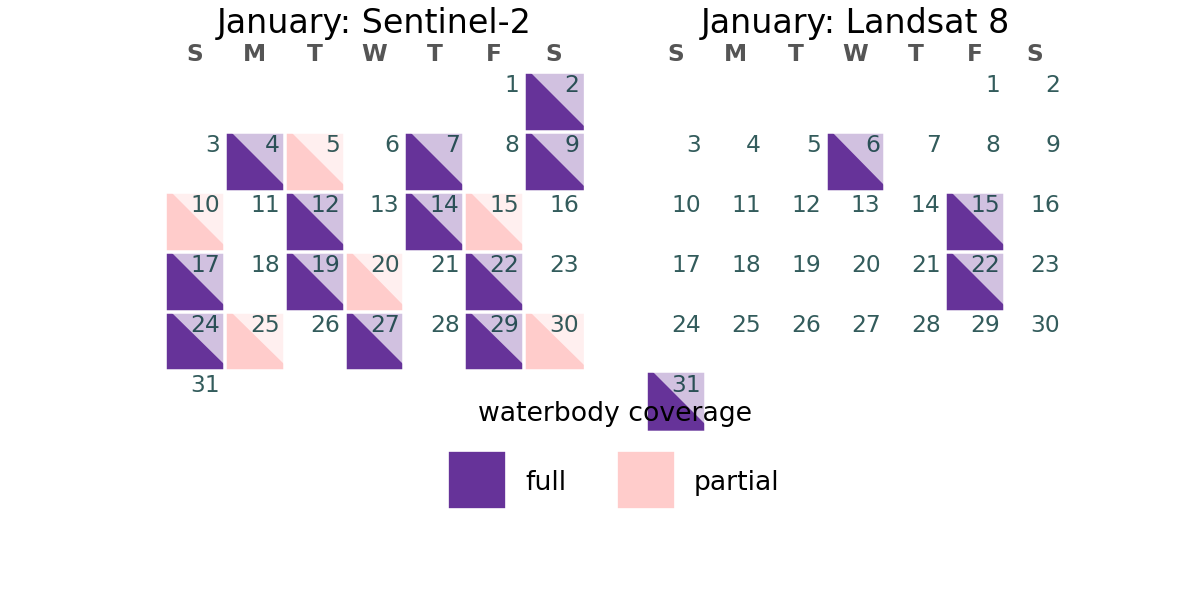 January: Sentinel-2
S M T W T F S
1 2
3 4 5 6 7 8 9
10 11 12 13 14 15 16
17 18 19 20 21 22 23
24 25 26 27 28 29 30
31
January: Landsat 8
S M T W T F S
1 2
3 4 5 6 7 8 9
10 11 12 13 14 15 16
17 18 19 20 21 22 23
24 25 26 27 28 29 30
31
waterbody coverage
full partial